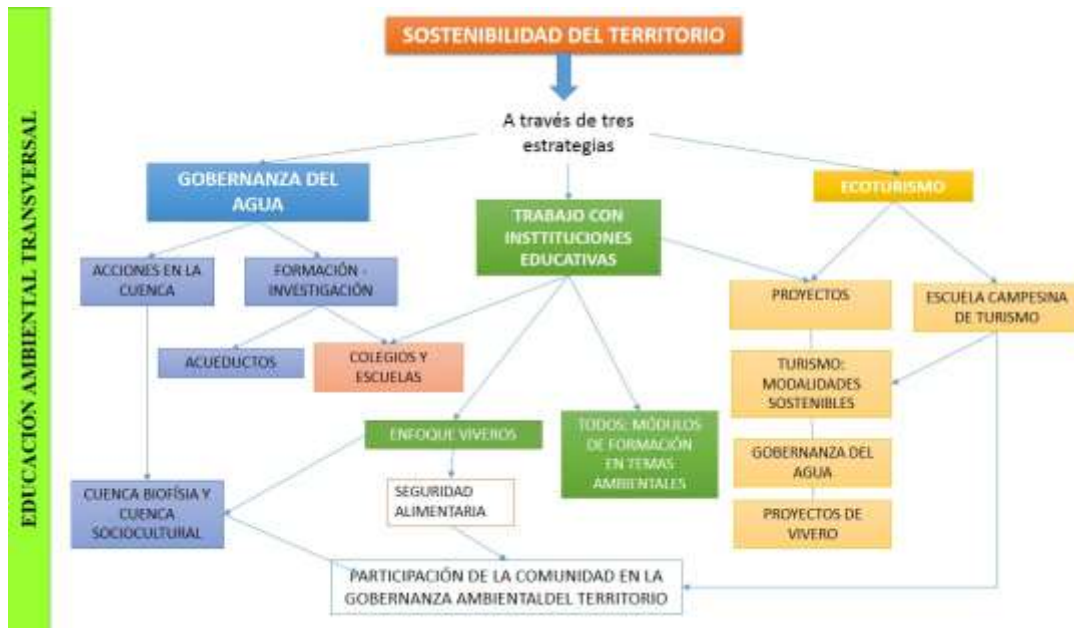 EDUCACIÓN AMBIENTAL TRANSVERSAL
SOSTENIBILIDAD DEL TERRITORIO
A través de tres
estrategias
GOBERNANZA DEL
AGUA
TRABAJO CON
INSTTITUCIONES
EDUCATIVAS
ECOTURISMO
ACCIONES EN LA
CUENCA
FORMACIÓN -
INVESTIGACIÓN
PROYECTOS
ESCUELA CAMPESINA
DE TURISMO
ACUEDUCTOS
COLEGIOS Y
ESCUELAS
TURISMO:
MODALIDADES
SOSTENIBLES
ENFOQUE VIVEROS
TODOS: MÓDULOS
DE FORMACIÓN
EN TEMAS
AMBIENTALES
GOBERNANZA DEL
AGUA
CUENCA BIOFÍSIA Y
CUENCA
SOCIOCULTURAL
SEGURIDAD
ALIMENTARIA
PROYECTOS DE
VIVERO
PARTICIPACIÓN DE LA COMUNIDAD EN LA
GOBERNANZA AMBIENTALDEL TERRITORIO